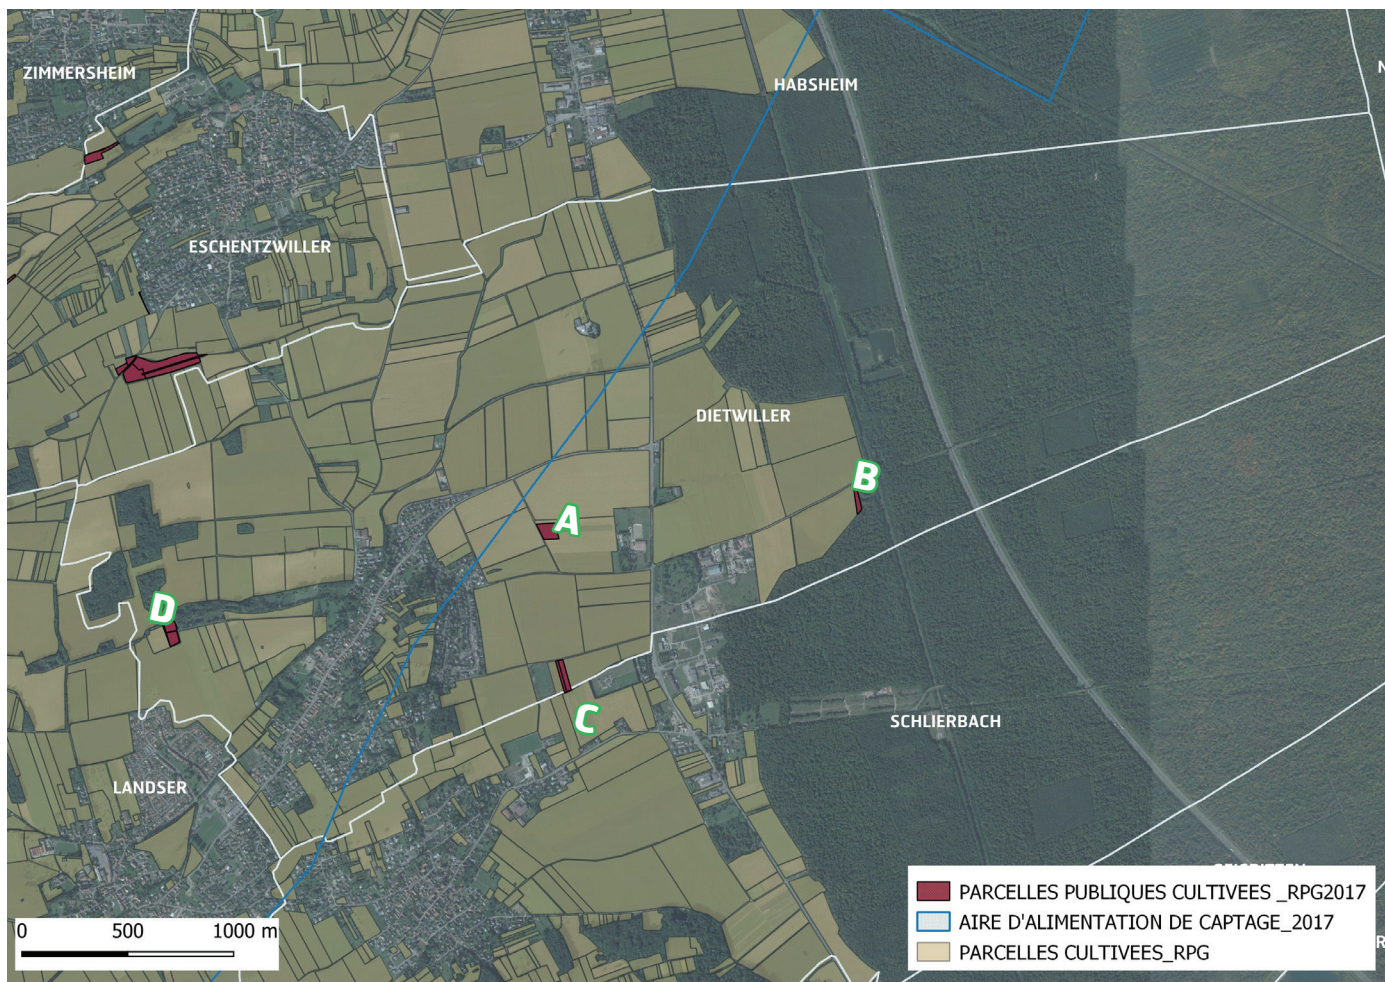 ZIMMERSHEIM
HABSHEIM
ESCHENTZWILLER
DIETWILLER
B
A
D
C
SCHLIERBACH
LANDSER
PARCELLES PUBLIQUES CULTIVEES _RPG2017
AIRE D'ALIMENTATION DE CAPTAGE_2017
PARCELLES CULTIVEES_RPG
0 500 1000 m